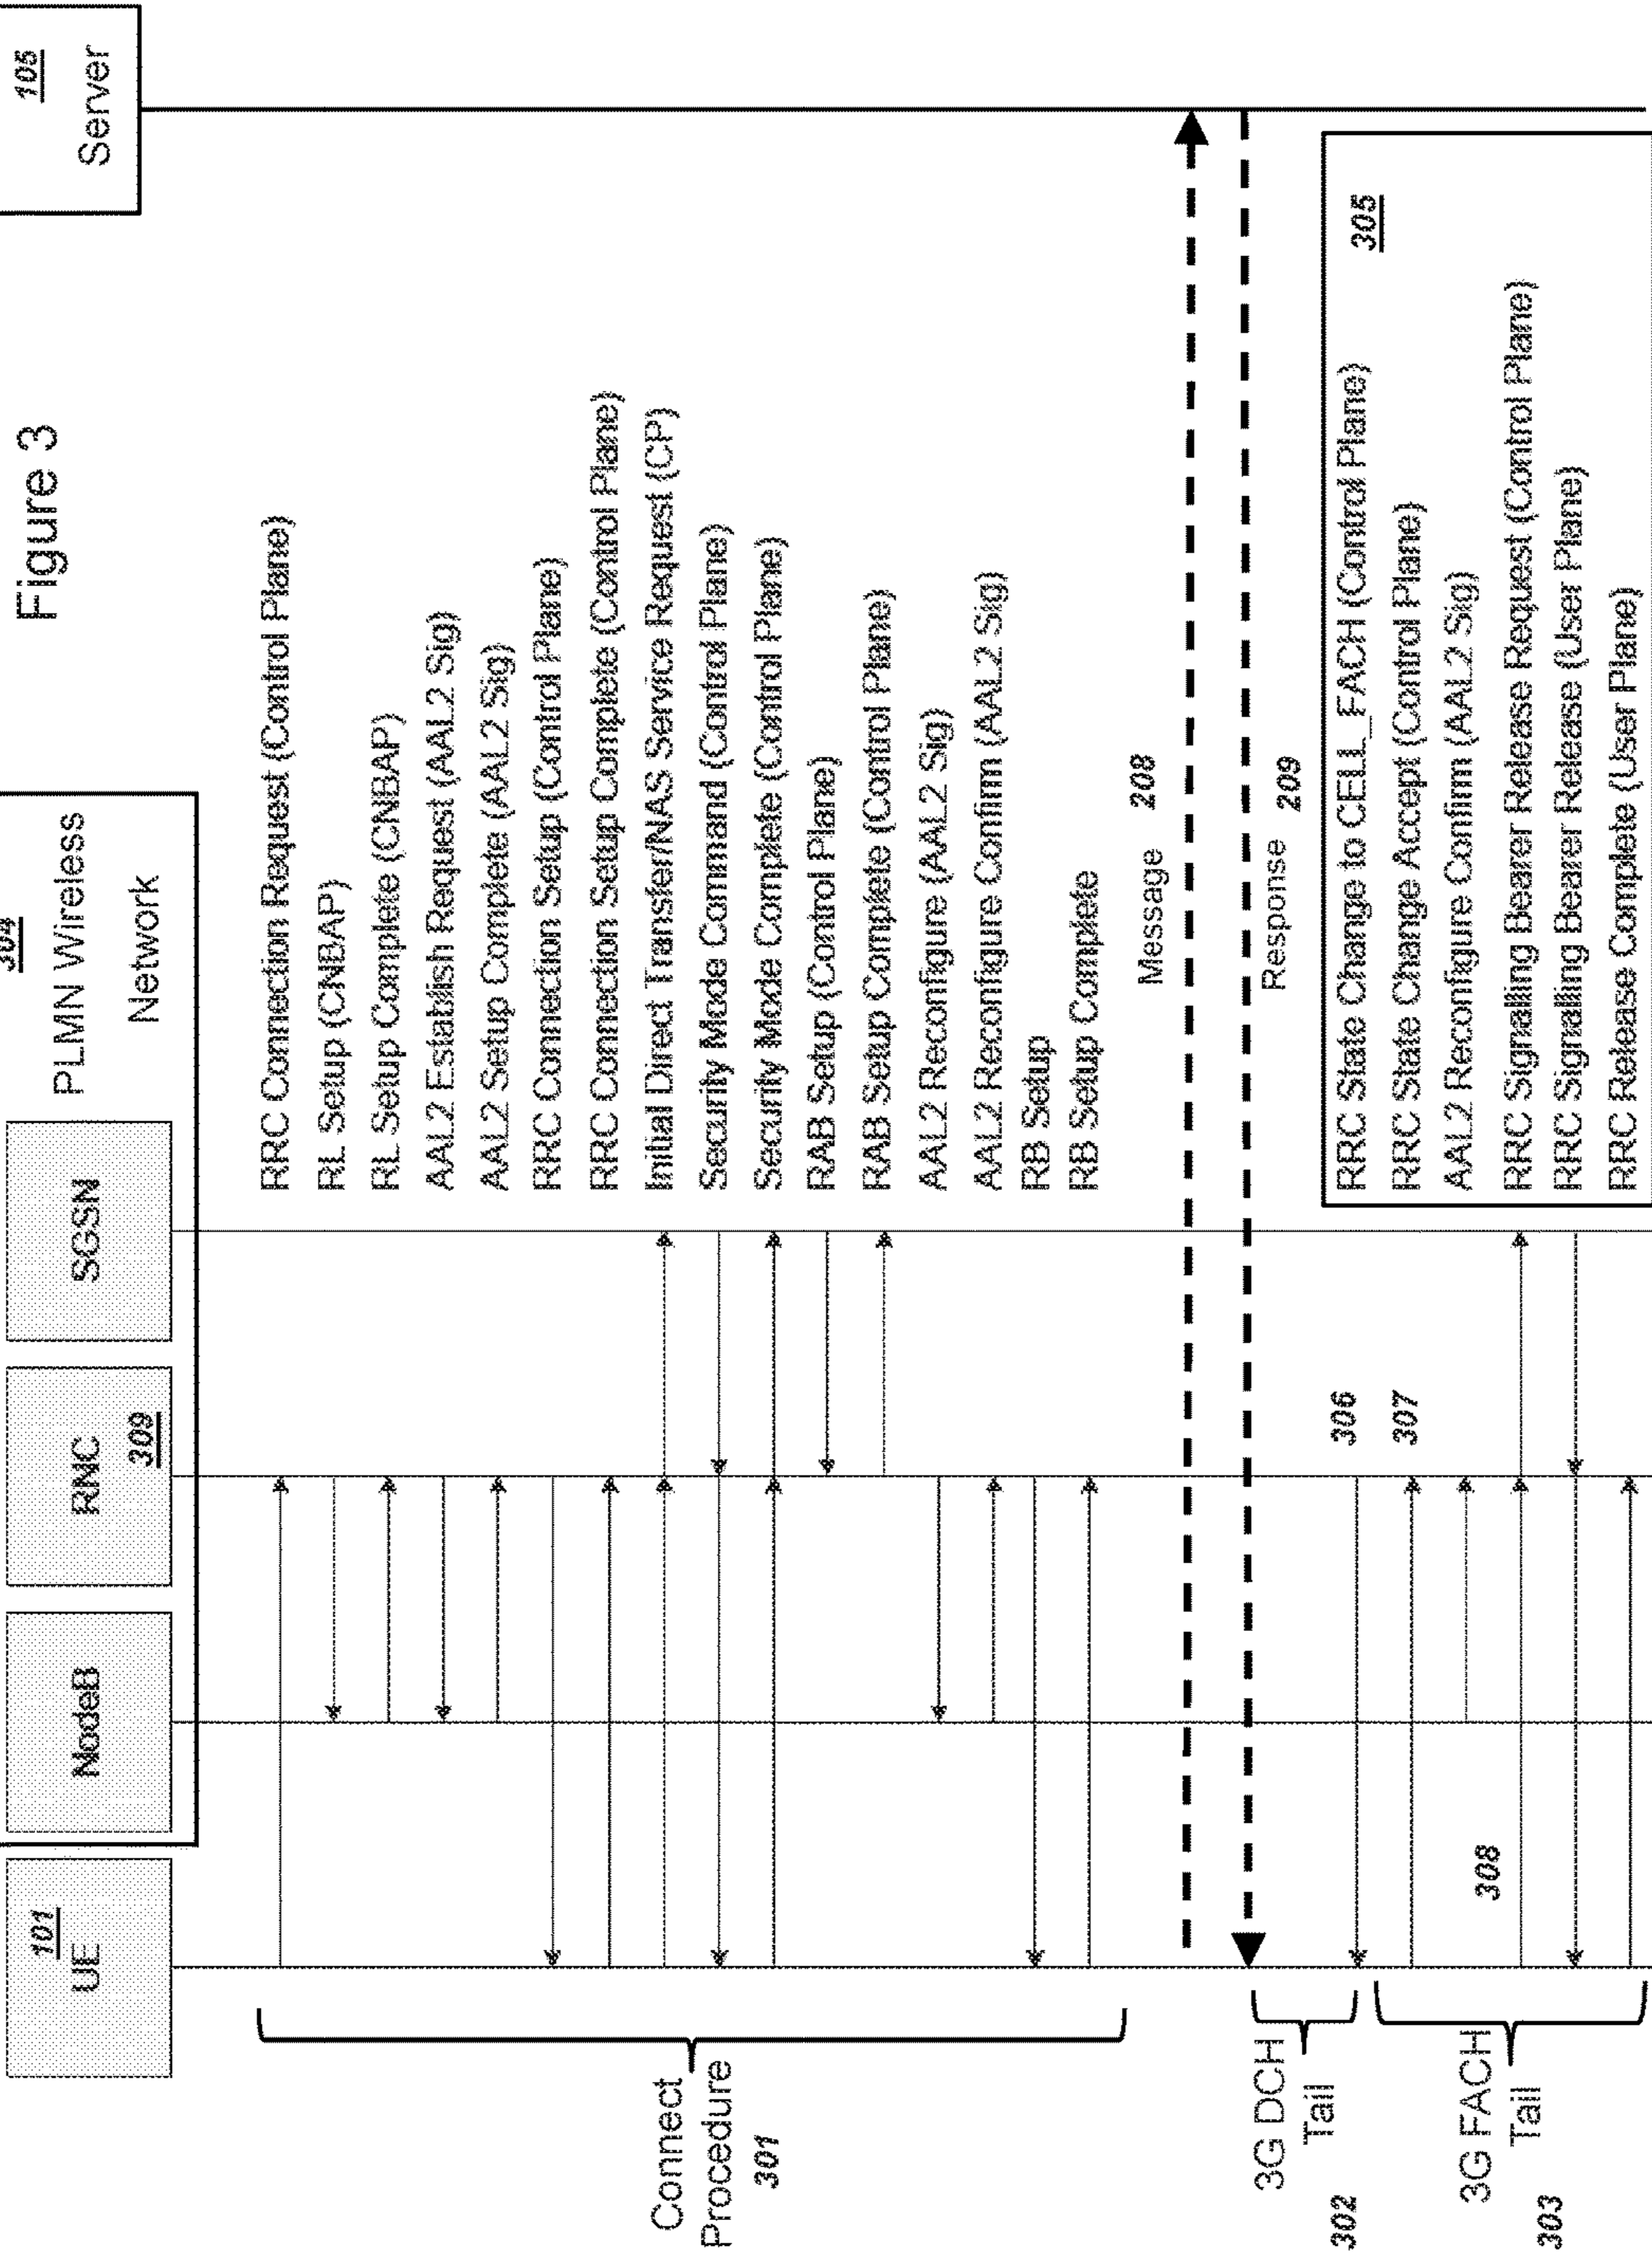 Figure 3
101
UE
NodeB
RNC
309
SGSN
304
PLMN Wireless
Network
105
Server
Connect
Procedure
301
RRC Connection Request (Control Plane)
RL Setup (CNBAP)
RL Setup Complete (CNBAP)
AAL2 Establish Request (AAL2 Sig)
AAL2 Setup Complete (AAL2 Sig)
RRC Connection Setup (Control Plane)
RRC Connection Setup Complete (Control Plane)
Initial Direct Transfer/NAS Service Request (CP)
Security Mode Command (Control Plane)
Security Mode Complete (Control Plane)
RAB Setup (Control Plane)
RAB Setup Complete (Control Plane)
AAL2 Reconfigure (AAL2 Sig)
AAL2 Reconfigure Confirm (AAL2 Sig)
RB Setup
RB Setup Complete
Message 208
Response 209
3G DCH
Tail
302
306
307
305
RRC State Change to CELL_FACH (Control Plane)
RRC State Change Accept (Control Plane)
AAL2 Reconfigure Confirm (AAL2 Sig)
RRC Signalling Bearer Release Request (Control Plane)
RRC Signalling Bearer Release (User Plane)
RRC Release Complete (User Plane)
3G FACH
Tail
303
308